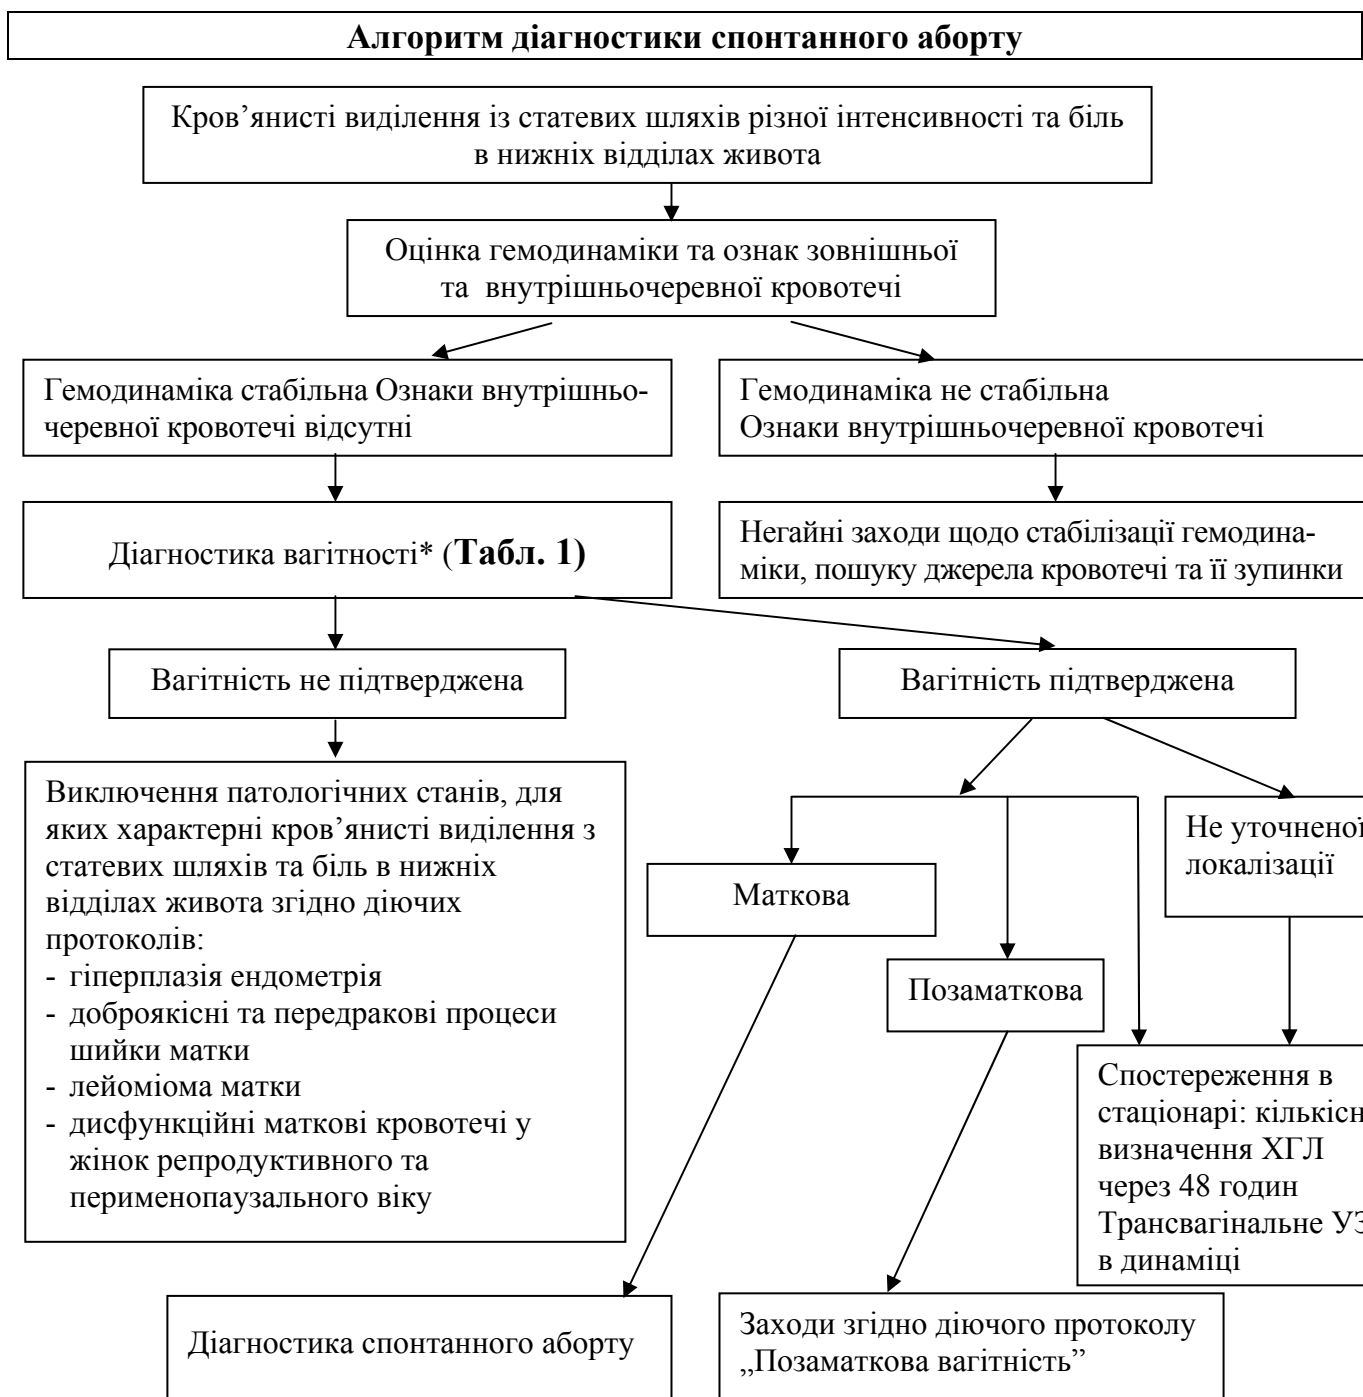 Алгоритм діагностики спонтанного аборту
Кров’янисті виділення із статевих шляхів різної інтенсивності та біль
в нижніх відділах живота
Оцінка гемодинаміки та ознак зовнішньої
та внутрішньочеревної кровотечі
Гемодинаміка стабільна Ознаки внутрішньо-
черевної кровотечі відсутні
Гемодинаміка не стабільна
Ознаки внутрішньочеревної кровотечі
Діагностика вагітності* (Табл. 1)
Негайні заходи щодо стабілізації гемодина-
міки, пошуку джерела кровотечі та її зупинки
Вагітність не підтверджена
Вагітність підтверджена
Виключення патологічних станів, для
яких характерні кров’янисті виділення з
статевих шляхів та біль в нижніх
відділах живота згідно діючих
протоколів:
- гіперплазія ендометрія
- доброякісні та передракові процеси
шийки матки
- лейоміома матки
- дисфункційні маткові кровотечі у
жінок репродуктивного та
перименопаузального віку
Маткова
Позаматкова
Не уточненої
локалізації
Спостереження в
стаціонарі: кількісн
визначення ХГЛ
через 48 годин
Трансвагінальне УЗ
в динаміці
Діагностика спонтанного аборту
Заходи згідно діючого протоколу
„Позаматкова вагітність”